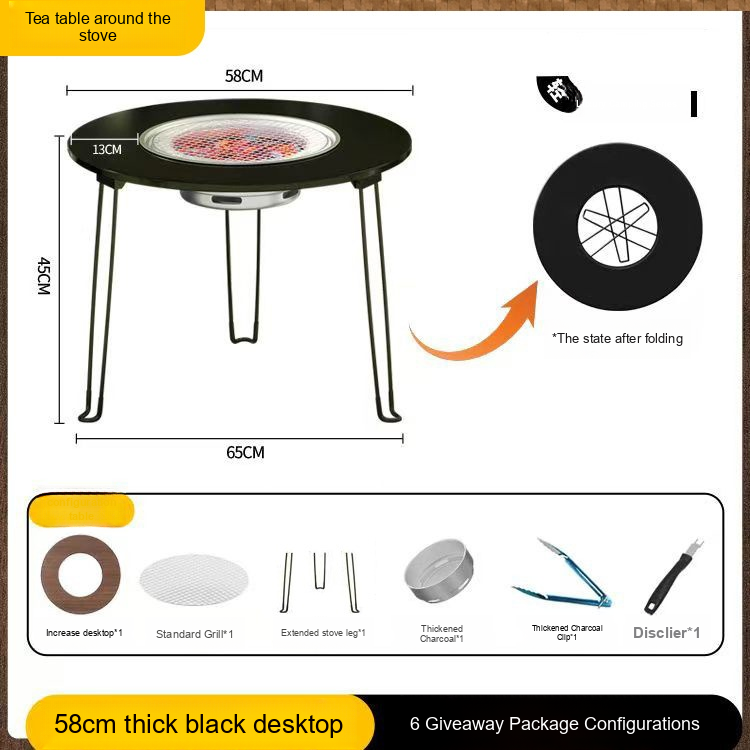 Tea table around the
stove
58CM
13CM
45CM
65CM
*The state after folding
Increase desktop*1
Standard Grill*1
Extended stove leg*1
Thickened
Charcoal*1
Thickened Charcoal
Clip*1
Disclier*1
58cm thick black desktop
6 Giveaway Package Configurations